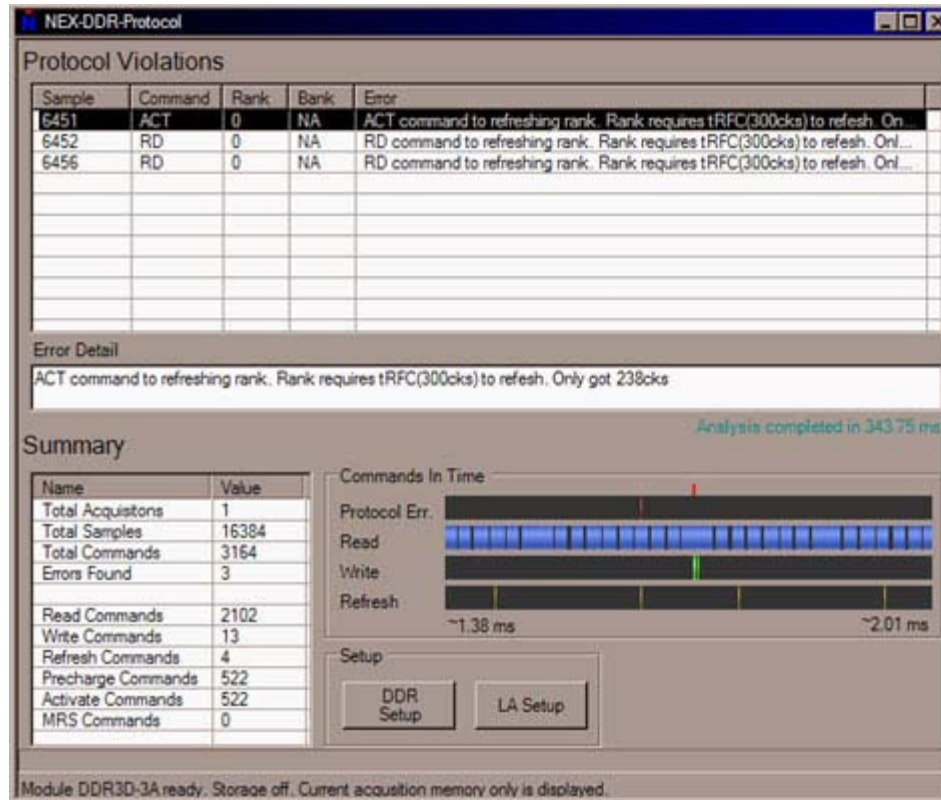 NEX-DDR-Protocol
Protocol Violations
Sample Command Rank Bank Error
6451 ACT 0 NA ACT command to refreshing rank. Rank requires tRFC(300cks) to refesh. On...
6452 RD 0 NA RD command to refreshing rank. Rank requires tRFC(300cks) to refesh. Onl...
6456 RD 0 NA RD command to refreshing rank. Rank requires tRFC(300cks) to refesh. Onl...
Error Detail
ACT command to refreshing rank. Rank requires tRFC(300cks) to refesh. Only got 238cks
Analysis completed in 343.75 ms
Summary
Name Value
Total Acquistons 1
Total Samples 16384
Total Commands 3164
Errors Found 3
Read Commands 2102
Write Commands 13
Refresh Commands 4
Precharge Commands 522
Activate Commands 522
MRS Commands 0
Commands In Time
Protocol Err.
Read
Write
Refresh
~1.38 ms ~2.01 ms
Setup
DDR Setup
LA Setup
Module DDR3D-3A ready. Storage off. Current acqusition memory only is displayed.